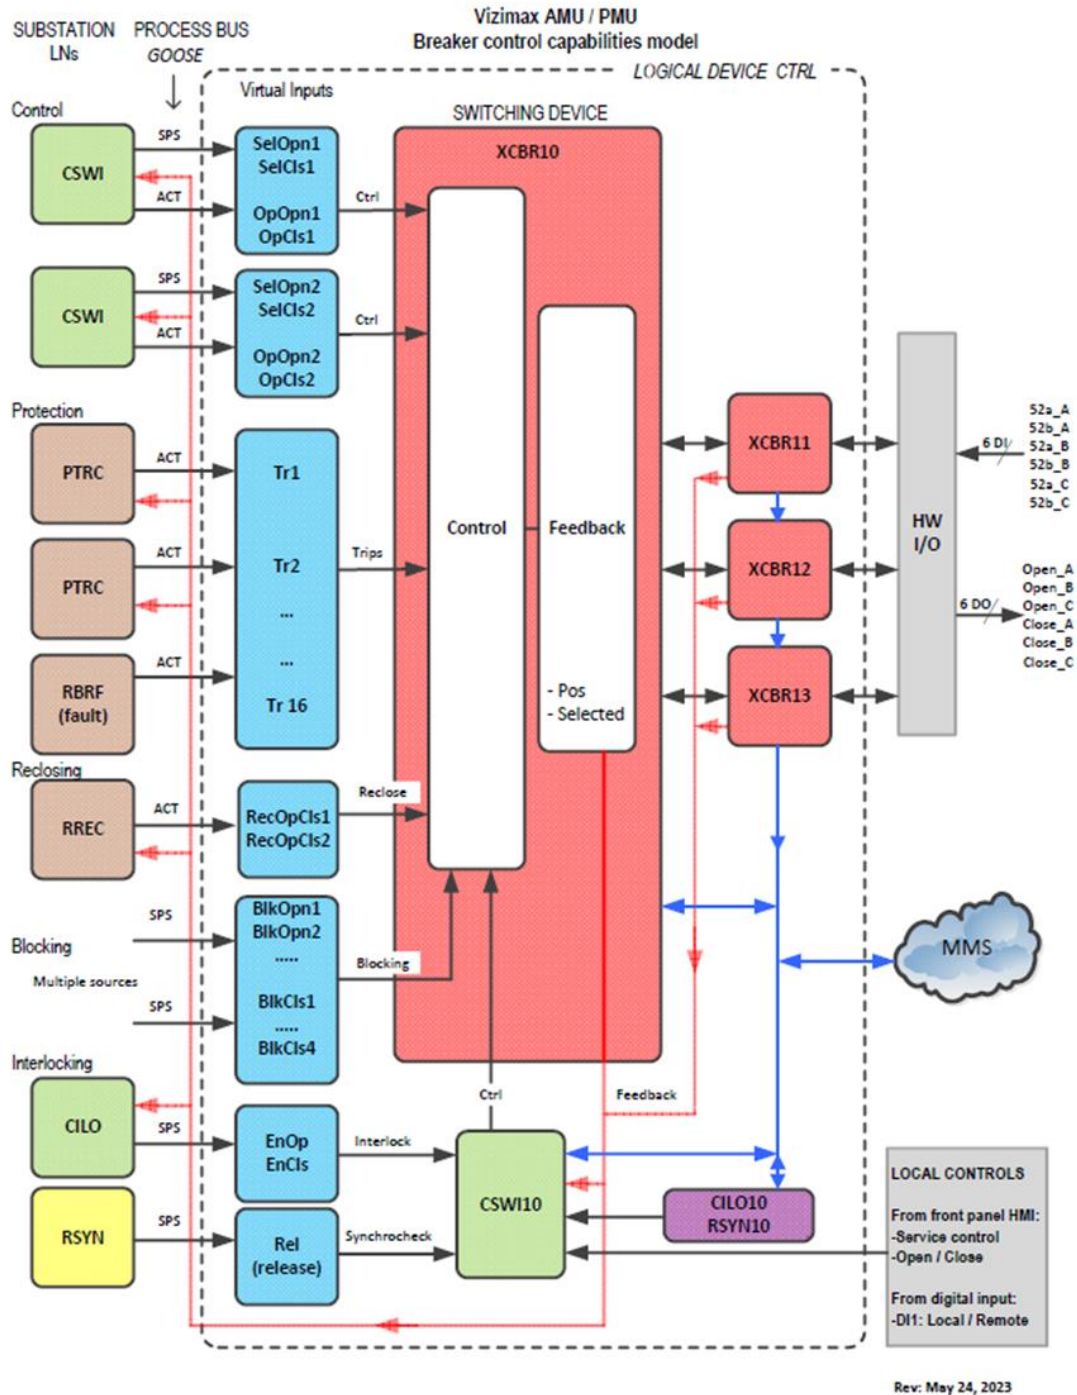 Vizimax AMU / PMU
Breaker control capabilities model
SUBSTATION
LNs
PROCESS BUS
GOOSE
LOGICAL DEVICE CTRL
Virtual Inputs
SWITCHING DEVICE
XCBR10
Control
CSWI
SPS
ACT
SelOpn1
SelCls1
OpOpn1
OpCls1
Ctrl
CSWI
SPS
ACT
SelOpn2
SelCls2
OpOpn2
OpCls2
Ctrl
Protection
PTRC
ACT
PTRC
ACT
RBRF
(fault)
ACT
Tr1
Tr2
...
...
Tr 16
Trips
Control
Feedback
- Pos
- Selected
XCBR11
XCBR12
XCBR13
HW
I/O
6 DI
52a_A
52b_A
52a_B
52b_B
52a_C
52b_C
6 DO
Open_A
Open_B
Open_C
Close_A
Close_B
Close_C
Reclosing
RREC
ACT
RecOpCls1
RecOpCls2
Reclose
Blocking
Multiple sources
SPS
SPS
BlkOpn1
BlkOpn2
.....
BlkCls1
.....
BlkCls4
Blocking
MMS
Interlocking
CILO
SPS
EnOp
EnCls
Interlock
Ctrl
Feedback
RSYN
SPS
Rel
(release)
Synchrocheck
CSWI10
CILO10
RSYN10
LOCAL CONTROLS
From front panel HMI:
-Service control
-Open / Close
From digital input:
-DI1: Local / Remote
Rev: May 24, 2023